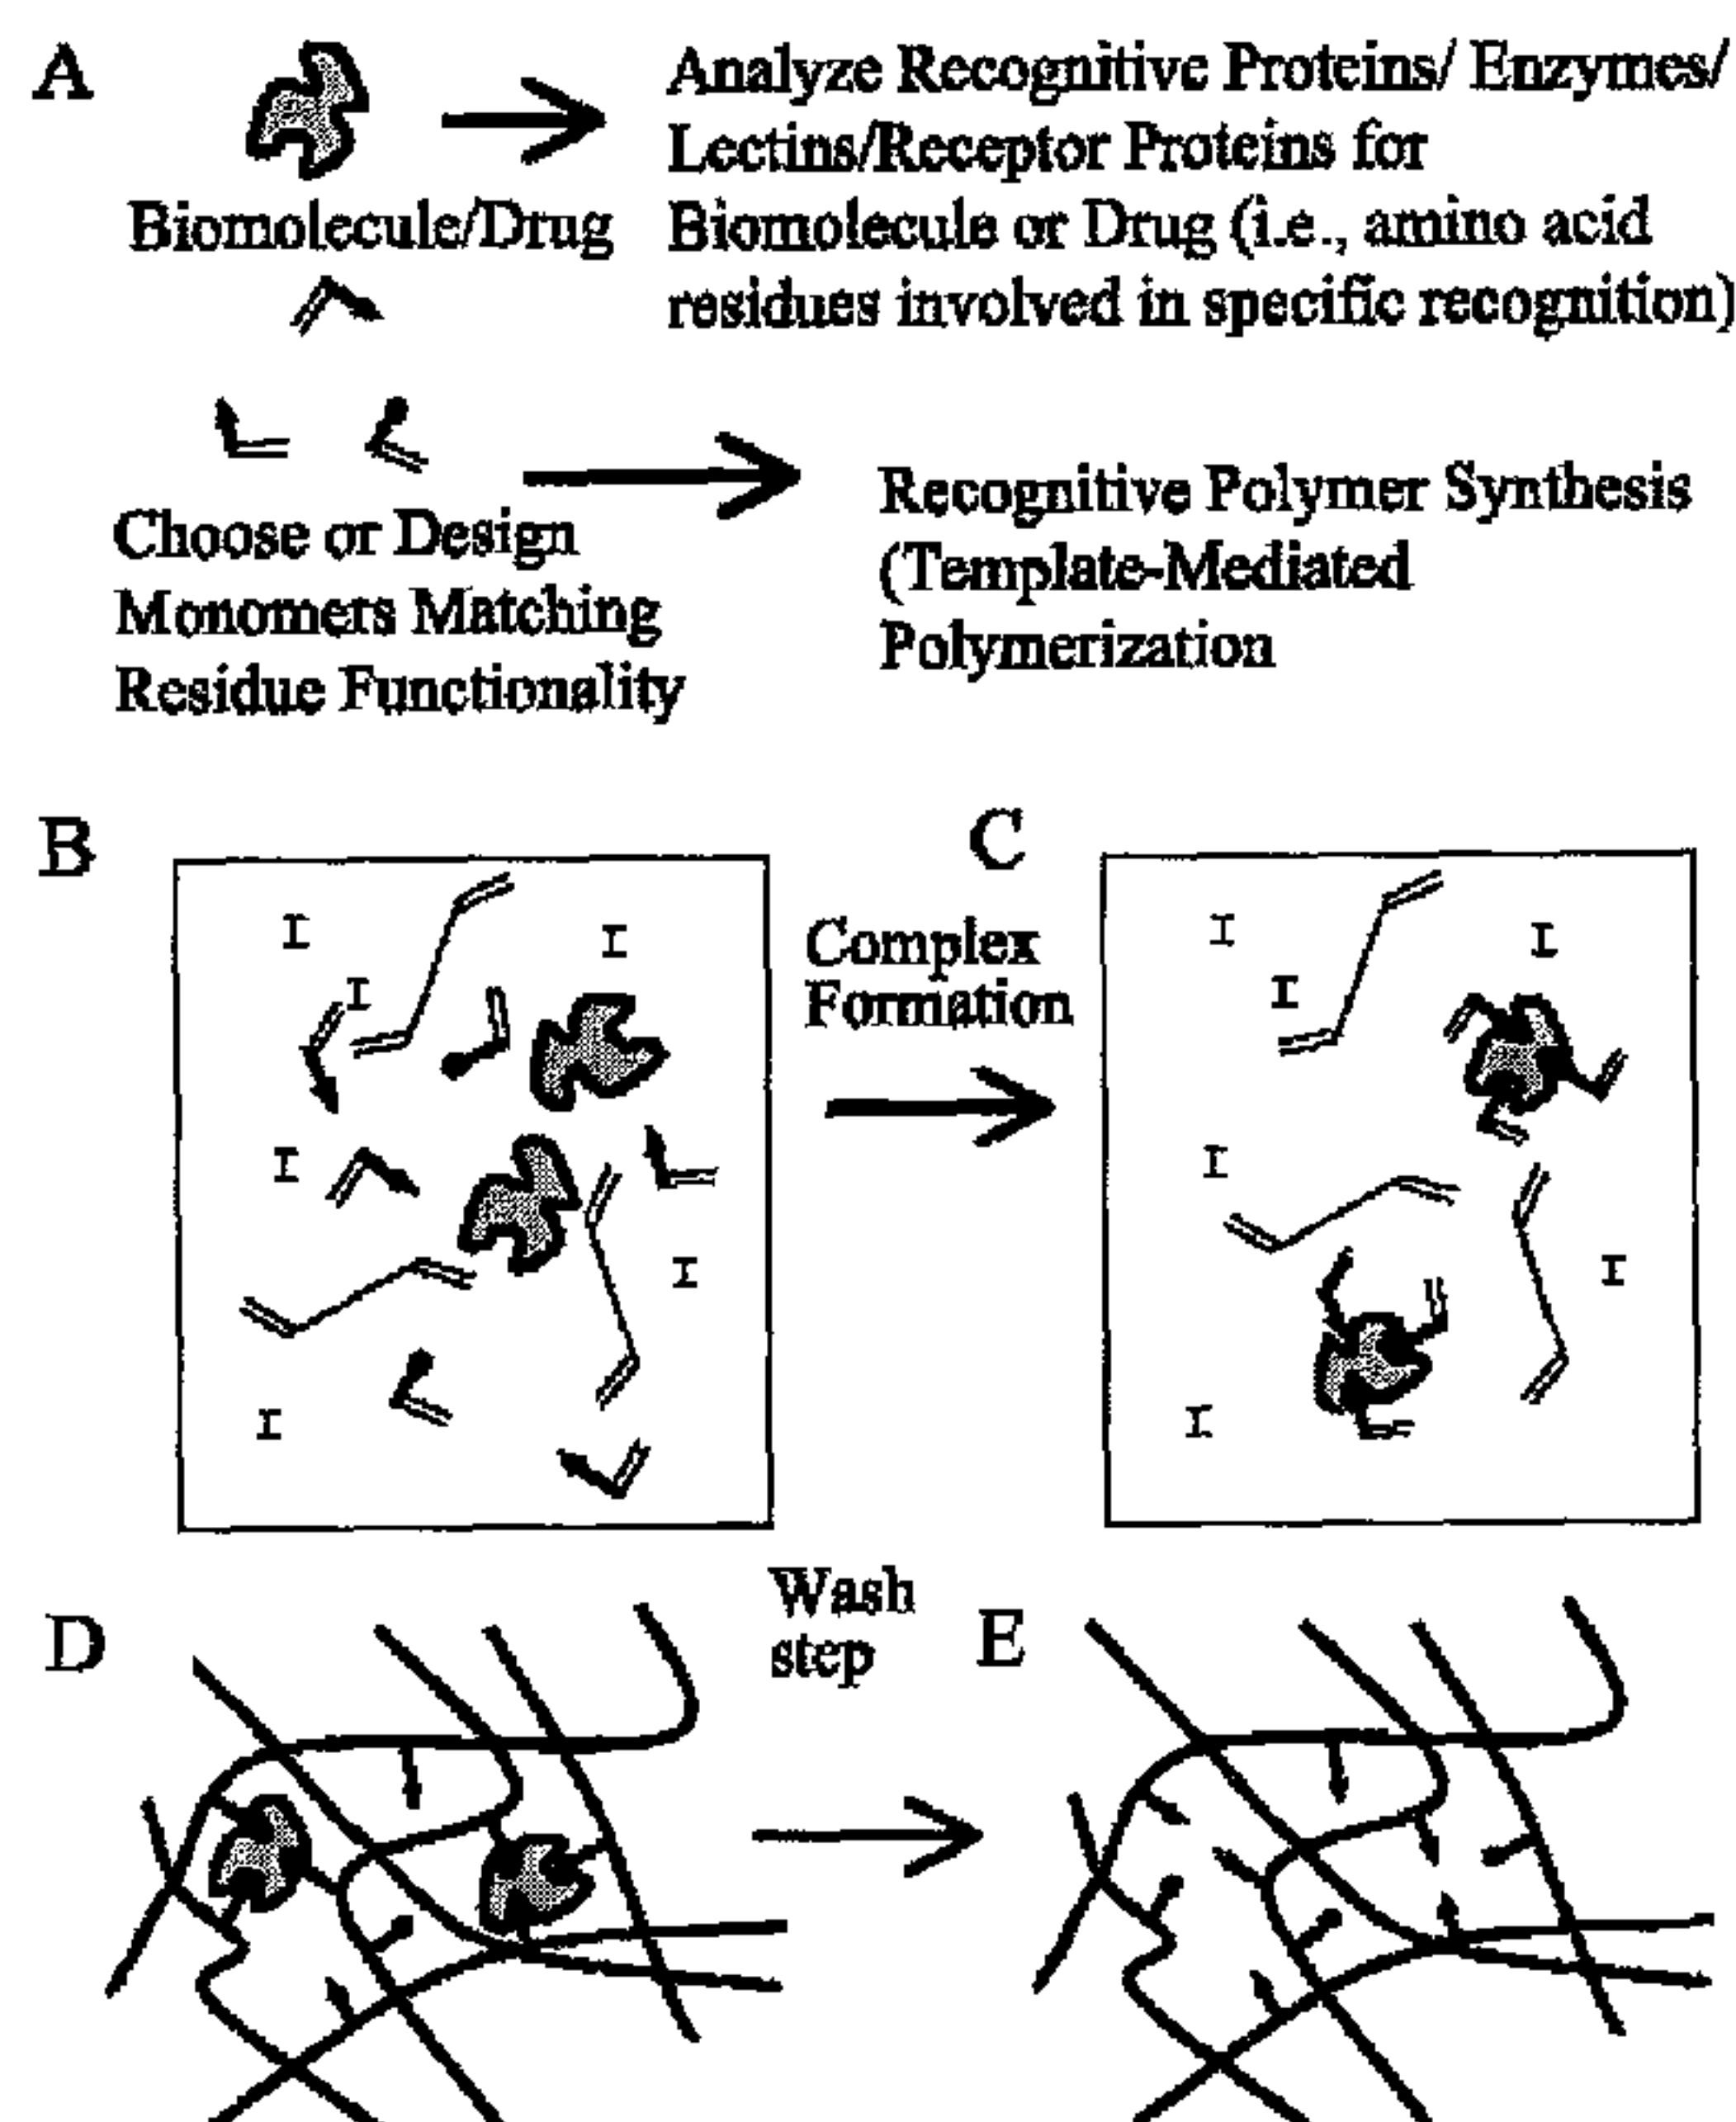 A
Analyze Recognitive Proteins/ Enzymes/
Lectins/Receptor Proteins for
Biomolecule or Drug (i.e., amino acid
residues involved in specific recognition)
Biomolecule/Drug
Choose or Design
Monomers Matching
Residue Functionality
Recognitive Polymer Synthesis
(Template-Mediated
Polymerization
B
I
I
I
I
I
I
Complex
Formation
C
I
I
I
I
I
I
D
Wash
step
E